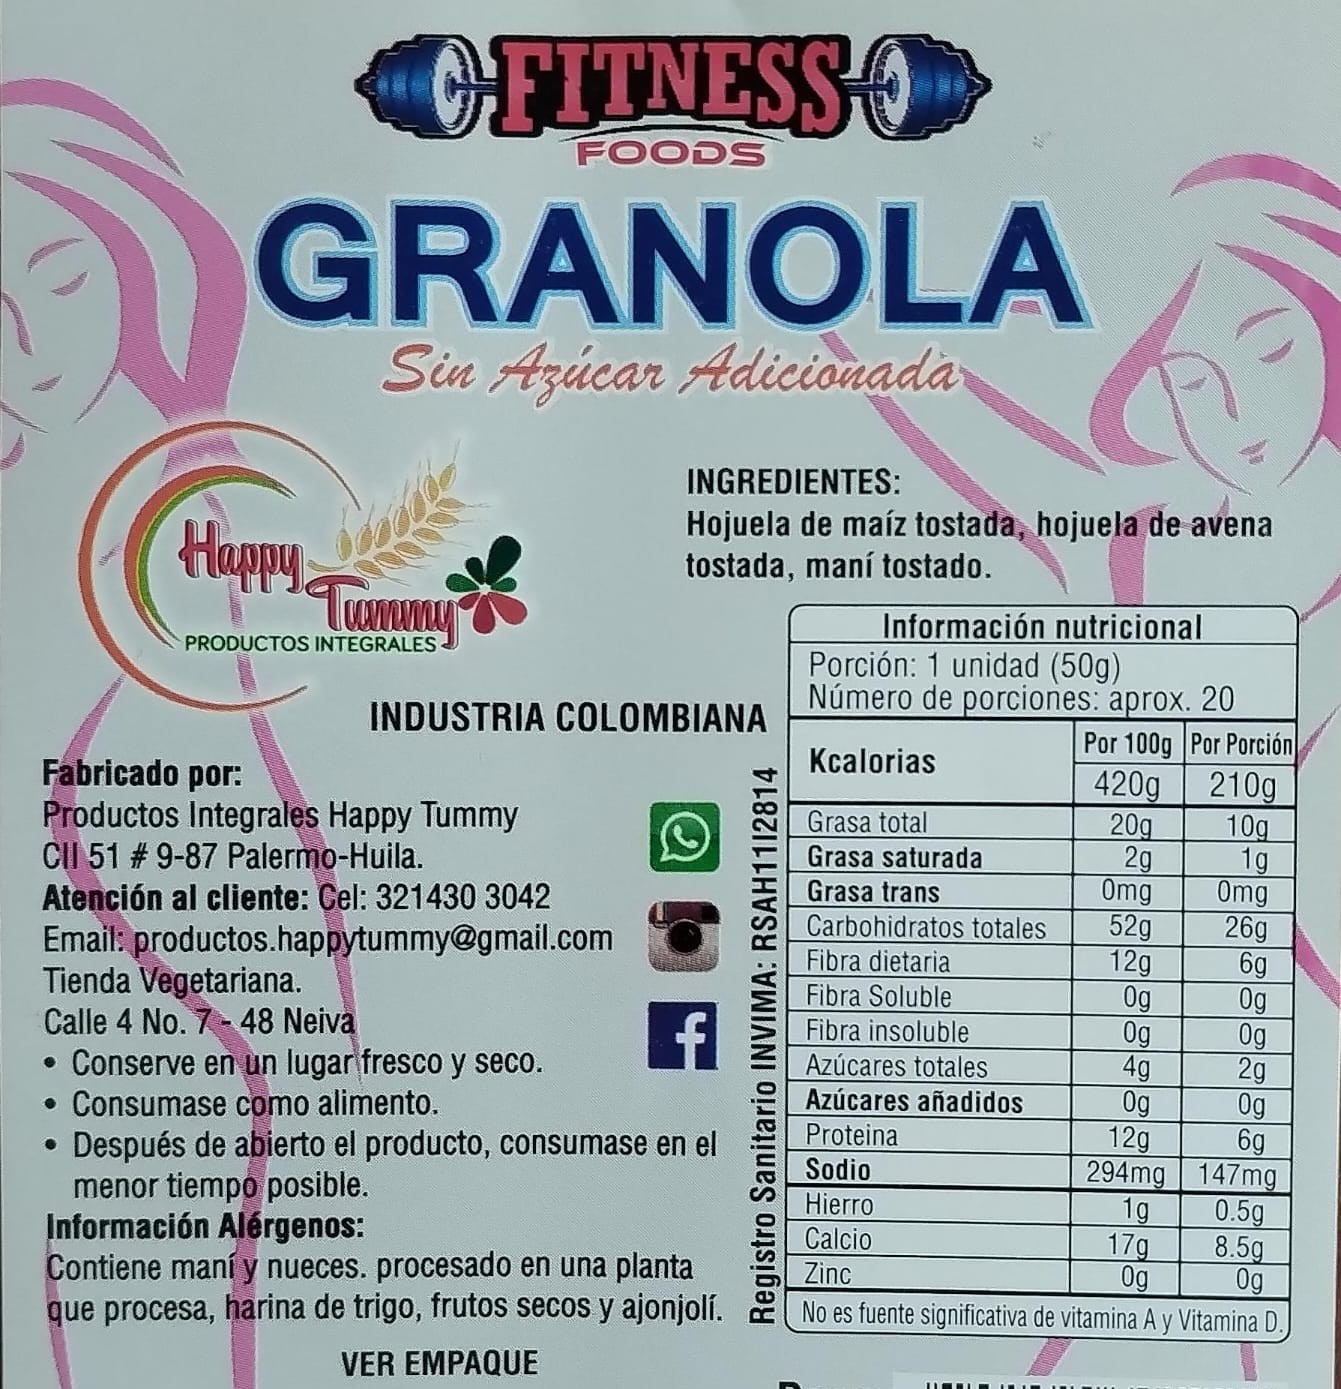 FITNESS
FOODS
GRANOLA
Sin Azúcar Adicionada
Happy
Tummy
PRODUCTOS INTEGRALES
INGREDIENTES:
Hojuela de maíz tostada, hojuela de avena
tostada, maní tostado.
INDUSTRIA COLOMBIANA
Fabricado por:
Productos Integrales Happy Tummy
Cll 51 # 9-87 Palermo-Huila.
Atención al cliente: Cel: 321430 3042
Email: productos.happytummy@gmail.com
Tienda Vegetariana.
Calle 4 No. 7 - 48 Neiva
• Conserve en un lugar fresco y seco.
• Consumase como alimento.
• Después de abierto el producto, consumase en el
menor tiempo posible.
Información Alérgenos:
Contiene maní y nueces. procesado en una planta
que procesa, harina de trigo, frutos secos y ajonjolí.
VER EMPAQUE
Registro Sanitario INVIMA: RSAH11I2814
Información nutricional
Porción: 1 unidad (50g)
Número de porciones: aprox. 20
Kcalorias Por 100g Por Porción
420g 210g
Grasa total 20g 10g
Grasa saturada 2g 1g
Grasa trans 0mg 0mg
Carbohidratos totales 52g 26g
Fibra dietaria 12g 6g
Fibra Soluble 0g 0g
Fibra insoluble 0g 0g
Azúcares totales 4g 2g
Azúcares añadidos 0g 0g
Proteina 12g 6g
Sodio 294mg 147mg
Hierro 1g 0.5g
Calcio 17g 8.5g
Zinc 0g 0g
No es fuente significativa de vitamina A y Vitamina D.